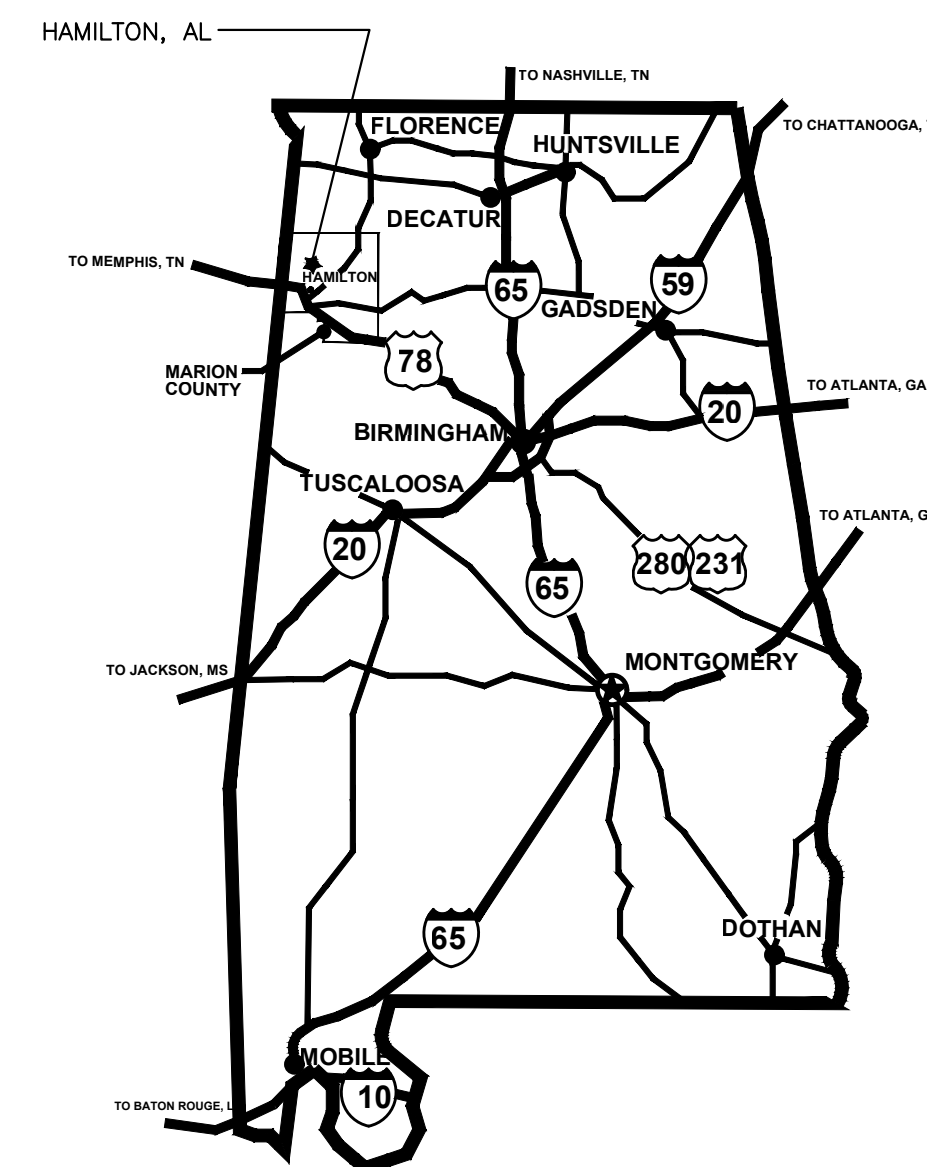 HAMILTON, AL
TO NASHVILLE, TN
TO CHATTANOOGA,
FLORENCE
HUNTSVILLE
DECATUR
TO MEMPHIS, TN
HAMILTON
65
59
GADSDEN
78
MARION
COUNTY
TO ATLANTA, GA
20
BIRMINGHAM
TUSCALOOSA
TO ATLANTA, G
20
280
231
65
MONTGOMERY
TO JACKSON, MS
65
DOTHAN
MOBILE
10
TO BATON ROUGE, L